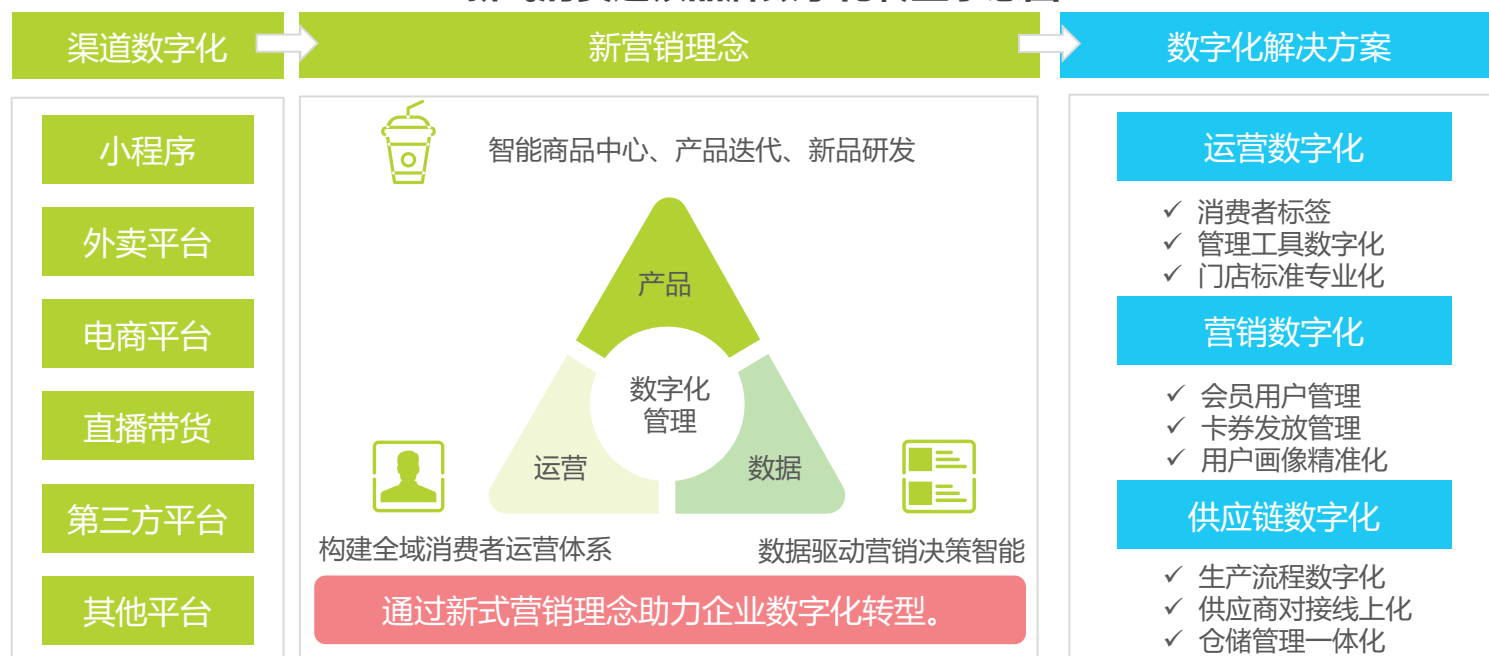 渠道数字化
新营销理念
数字化解决方案
小程序
外卖平台
电商平台
直播带货
第三方平台
其他平台
智能商品中心、产品迭代、新品研发
产品
数字化
管理
运营
数据
构建全域消费者运营体系
数据驱动营销决策智能
通过新式营销理念助力企业数字化转型。
运营数字化
✓ 消费者标签
✓ 管理工具数字化
✓ 门店标准专业化
营销数字化
✓ 会员用户管理
✓ 卡券发放管理
✓ 用户画像精准化
供应链数字化
✓ 生产流程数字化
✓ 供应商对接线上化
✓ 仓储管理一体化